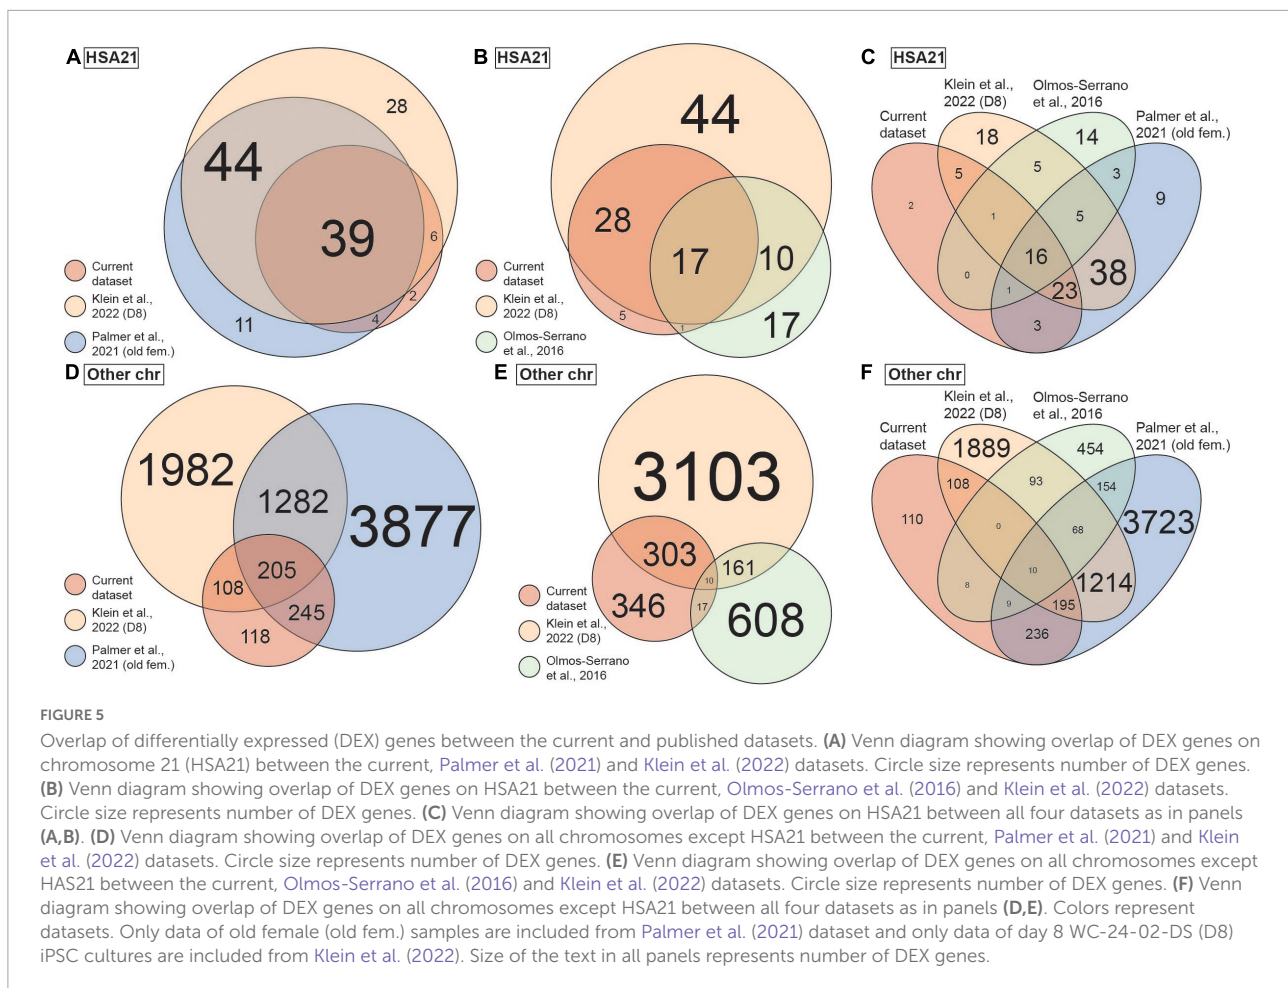 A HSA21
28
44
39
6
2
4
11
Current
dataset
Klein et al.,
2022 (D8)
Palmer et al.,
2021 (old fem.)
B HSA21
44
28
17
10
5
1
17
Current
dataset
Klein et al.,
2022 (D8)
Olmos-Serrano
et al., 2016
C HSA21
Klein et al.,
2022 (D8)
Olmos-Serrano
et al., 2016
Current
dataset
Palmer et al.,
2021 (old fem.)
18
14
5
5
3
2
9
1
5
0
16
38
1
23
3
D Other chr
1982
1282
3877
205
108
245
118
Current
dataset
Klein et al.,
2022 (D8)
Palmer et al.,
2021 (old fem.)
E Other chr
3103
303
161
10
346
17
608
Current
dataset
Klein et al.,
2022 (D8)
Olmos-Serrano
et al., 2016
F Other chr
Klein et al.,
2022 (D8)
Olmos-Serrano
et al., 2016
Current
dataset
Palmer et al.,
2021 (old fem.)
1889
454
108
93
154
110
0
68
3723
8
10
1214
9
195
236
FIGURE 5
Overlap of differentially expressed (DEX) genes between the current and published datasets. (A) Venn diagram showing overlap of DEX genes on
chromosome 21 (HSA21) between the current, Palmer et al. (2021) and Klein et al. (2022) datasets. Circle size represents number of DEX genes.
(B) Venn diagram showing overlap of DEX genes on HSA21 between the current, Olmos-Serrano et al. (2016) and Klein et al. (2022) datasets.
Circle size represents number of DEX genes. (C) Venn diagram showing overlap of DEX genes on HSA21 between all four datasets as in panels
(A,B). (D) Venn diagram showing overlap of DEX genes on all chromosomes except HSA21 between the current, Palmer et al. (2021) and Klein
et al. (2022) datasets. Circle size represents number of DEX genes. (E) Venn diagram showing overlap of DEX genes on all chromosomes except
HAS21 between the current, Olmos-Serrano et al. (2016) and Klein et al. (2022) datasets. Circle size represents number of DEX genes. (F) Venn
diagram showing overlap of DEX genes on all chromosomes except HSA21 between all four datasets as in panels (D,E). Colors represent
datasets. Only data of old female (old fem.) samples are included from Palmer et al. (2021) dataset and only data of day 8 WC-24-02-DS (D8)
iPSC cultures are included from Klein et al. (2022). Size of the text in all panels represents number of DEX genes.